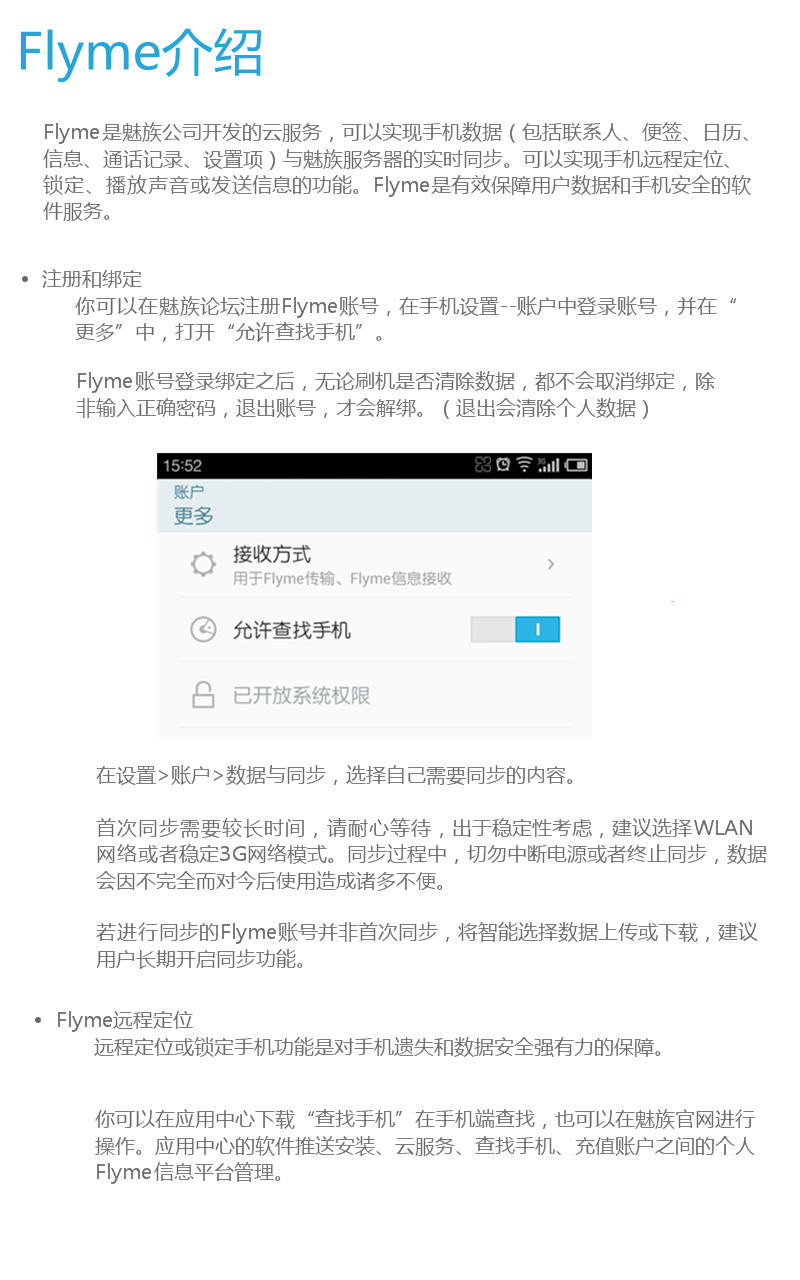 Flyme介绍
Flyme是魅族公司开发的云服务，可以实现手机数据（包括联系人、便签、日历、
信息、通话记录、设置项）与魅族服务器的实时同步。可以实现手机远程定位、
锁定、播放声音或发送信息的功能。Flyme是有效保障用户数据和手机安全的软
件服务。
• 注册和绑定
你可以在魅族论坛注册Flyme账号，在手机设置--账户中登录账号，并在“
更多”中，打开“允许查找手机”。
Flyme账号登录绑定之后，无论刷机是否清除数据，都不会取消绑定，除
非输入正确密码，退出账号，才会解绑。（退出会清除个人数据）
15:52 3G
账户
更多
接收方式
用于Flyme传输、Flyme信息接收
允许查找手机
已开放系统权限
在设置>账户>数据与同步，选择自己需要同步的内容。
首次同步需要较长时间，请耐心等待，出于稳定性考虑，建议选择WLAN
网络或者稳定3G网络模式。同步过程中，切勿中断电源或者终止同步，数据
会因不完全而对今后使用造成诸多不便。
若进行同步的Flyme账号并非首次同步，将智能选择数据上传或下载，建议
用户长期开启同步功能。
• Flyme远程定位
远程定位或锁定手机功能是对手机遗失和数据安全强有力的保障。
你可以在应用中心下载“查找手机”在手机端查找，也可以在魅族官网进行
操作。应用中心的软件推送安装、云服务、查找手机、充值账户之间的个人
Flyme信息平台管理。